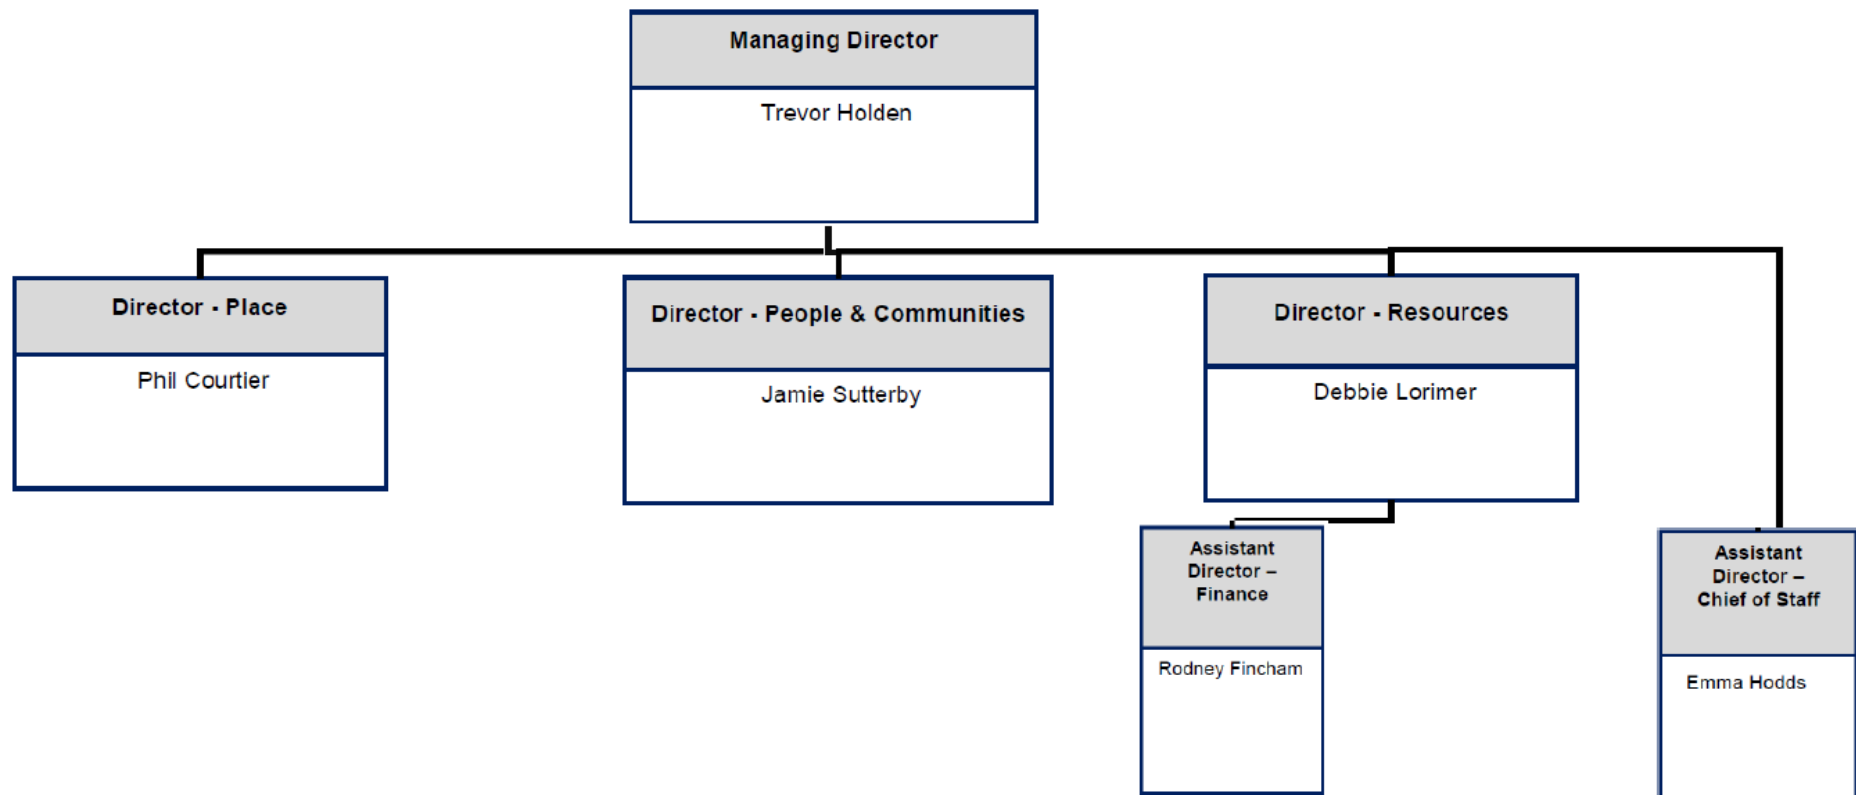 Managing Director
Trevor Holden
Director - Place
Phil Courtier
Director - People & Communities
Jamie Sutterby
Director - Resources
Debbie Lorimer
Assistant
Director –
Finance
Rodney Fincham
Assistant
Director –
Chief of Staff
Emma Hodds